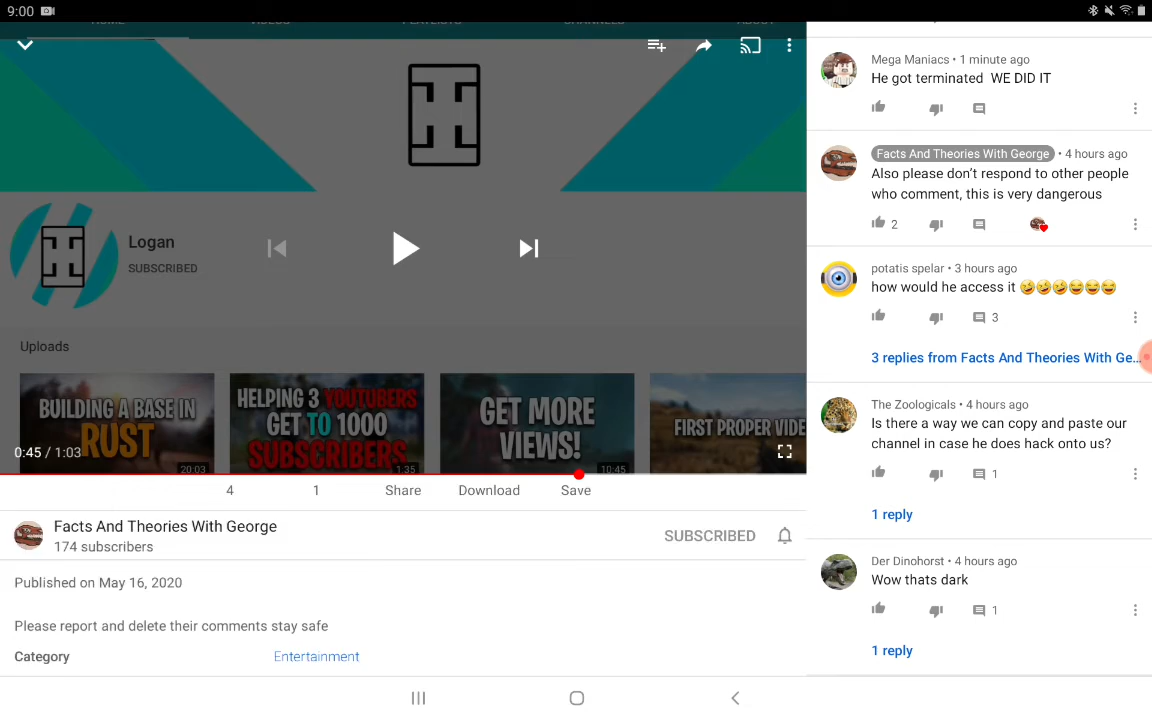 9:00
HOME VIDEOS PLAYLISTS CHANNELS ABOUT
Logan
SUBSCRIBED
Uploads
BUILDING A BASE IN
RUST
20:03
HELPING 3 YOUTUBERS
GET TO 1000
SUBSCRIBERS
1:35
GET MORE
VIEWS!
10:45
FIRST PROPER VIDE
0:45 / 1:03
4 1 Share Download Save
Facts And Theories With George
174 subscribers
SUBSCRIBED
Published on May 16, 2020
Please report and delete their comments stay safe
Category Entertainment
Mega Maniacs • 1 minute ago
He got terminated WE DID IT
Facts And Theories With George • 4 hours ago
Also please don't respond to other people
who comment, this is very dangerous
2
potatis spelar • 3 hours ago
how would he access it 🤣🤣🤣😂😂😂
3
3 replies from Facts And Theories With Ge...
The Zoologicals • 4 hours ago
Is there a way we can copy and paste our
channel in case he does hack onto us?
1
1 reply
Der Dinohorst • 4 hours ago
Wow thats dark
1
1 reply